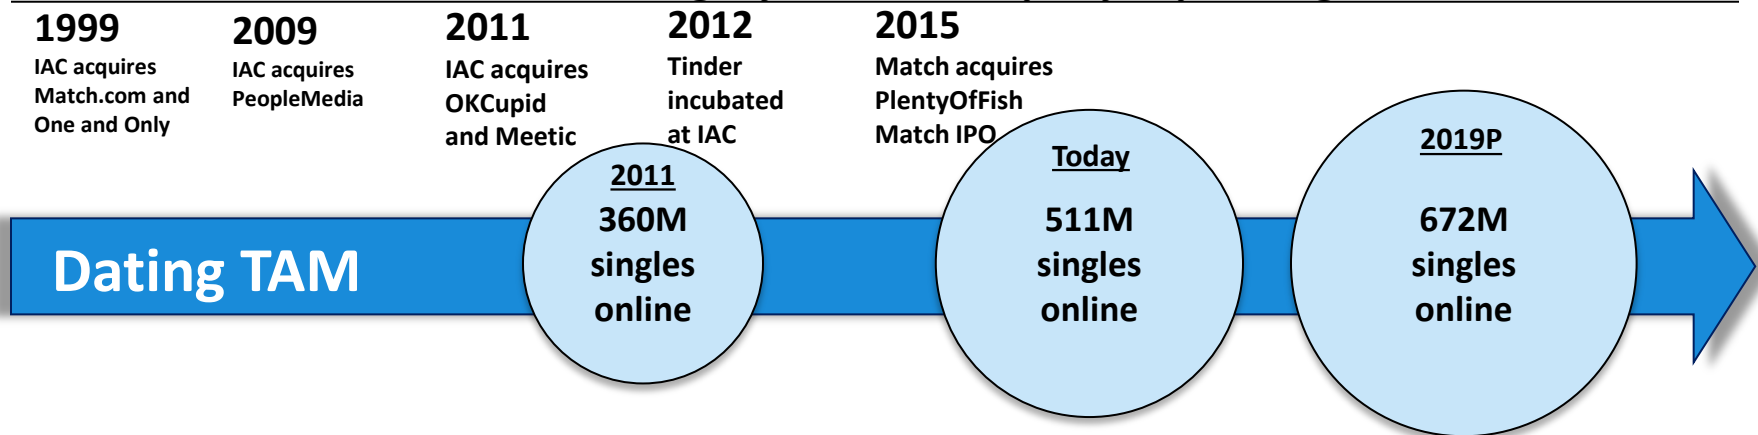 1999
IAC acquires
Match.com and
One and Only
2009
IAC acquires
PeopleMedia
2011
IAC acquires
OKCupid
and Meetic
2012
Tinder
incubated
at IAC
2015
Match acquires
PlentyOfFish
Match IPO
Dating TAM
2011
360M
singles
online
Today
511M
singles
online
2019P
672M
singles
online